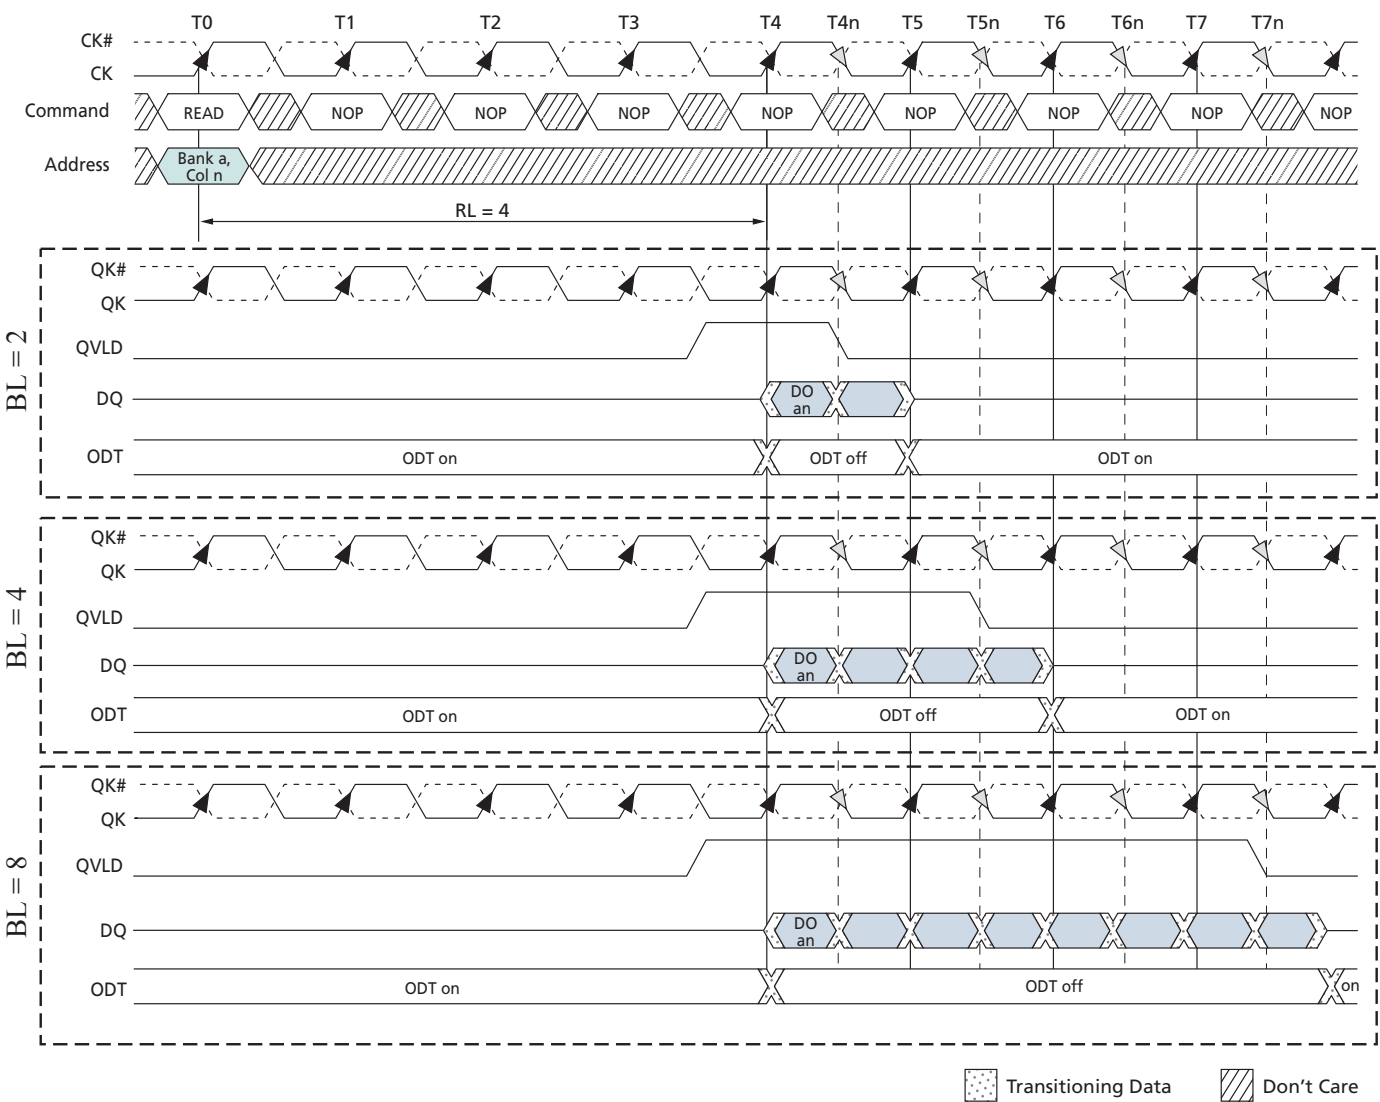 T0 T1 T2 T3 T4 T4n T5 T5n T6 T6n T7 T7n
CK#
CK
Command READ NOP NOP NOP NOP NOP NOP NOP NOP
Address Bank a,
Col n
RL = 4
BL = 2
QK#
QK
QVLD
DQ DO
an
ODT ODT on ODT off ODT on
BL = 4
QK#
QK
QVLD
DQ DO
an
ODT ODT on ODT off ODT on
BL = 8
QK#
QK
QVLD
DQ DO
an
ODT ODT on ODT off on
Transitioning Data Don't Care